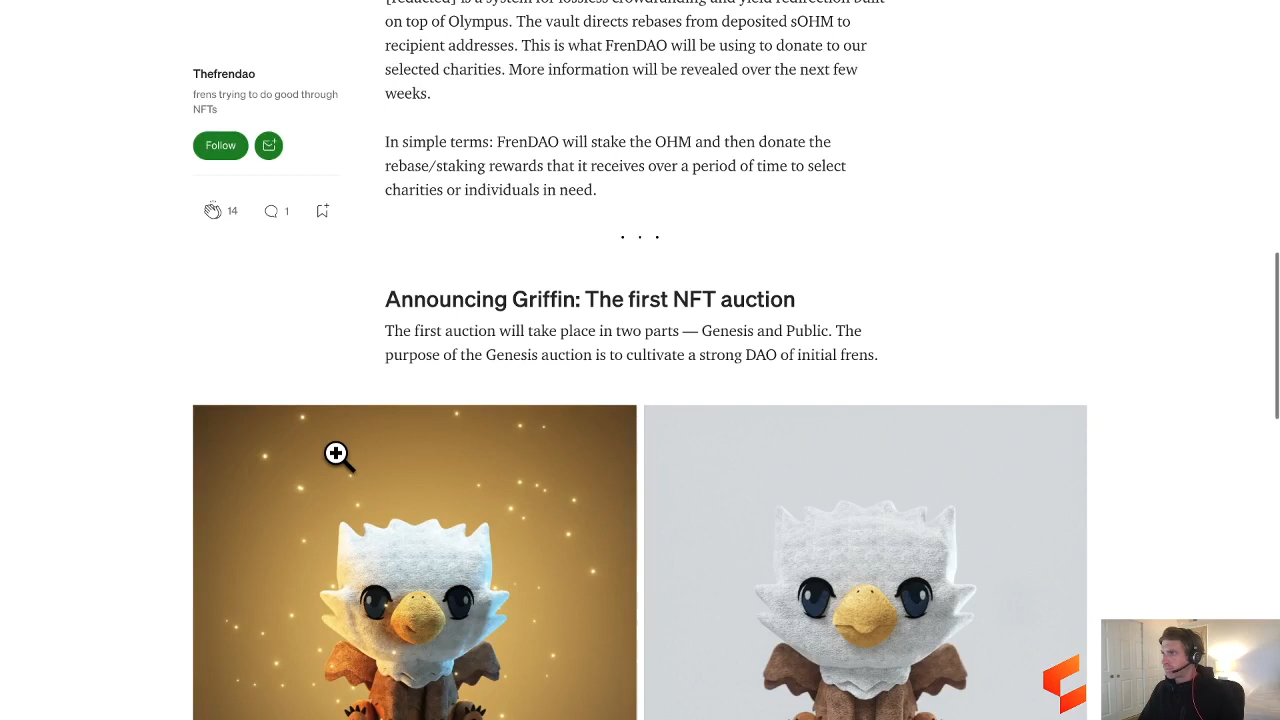 [redacted] is a system for lossless crowdfunding and yield redirection built
on top of Olympus. The vault directs rebases from deposited sOHM to
recipient addresses. This is what FrenDAO will be using to donate to our
selected charities. More information will be revealed over the next few
weeks.
Thefrendao
frens trying to do good through
NFTs
Follow
14
1
In simple terms: FrenDAO will stake the OHM and then donate the
rebase/staking rewards that it receives over a period of time to select
charities or individuals in need.
. . .
Announcing Griffin: The first NFT auction
The first auction will take place in two parts — Genesis and Public. The
purpose of the Genesis auction is to cultivate a strong DAO of initial frens.